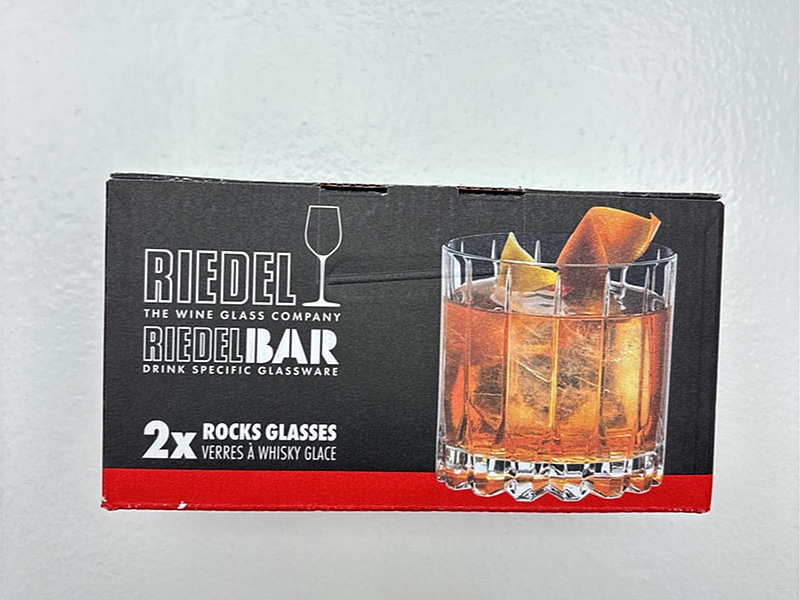 RIEDEL
THE WINE GLASS COMPANY
RIEDELBAR
DRINK SPECIFIC GLASSWARE
2x ROCKS GLASSES
VERRES À WHISKY GLACE